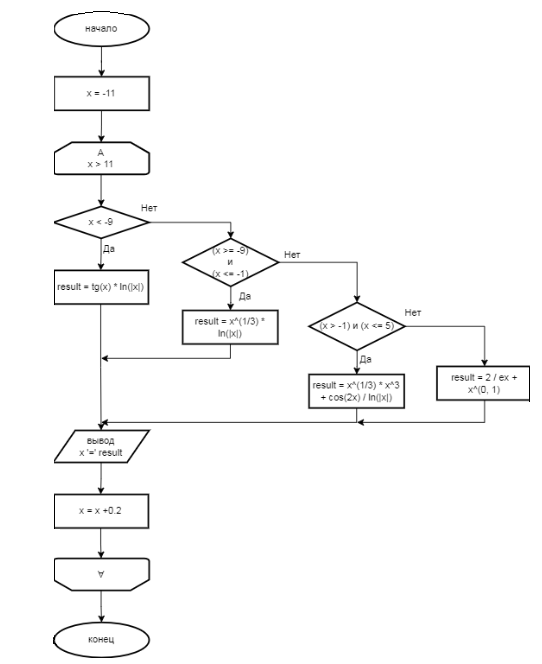 начало
x = -11
A
x > 11
x < -9
Нет
Да
(x >= -9)
и
(x <= -1)
Нет
Да
result = tg(x) * ln(|x|)
result = x^(1/3) *
ln(|x|)
(x > -1) и (x <= 5)
Нет
Да
result = x^(1/3) * x^3
+ cos(2x) / ln(|x|)
result = 2 / ex +
x^(0, 1)
вывод
x '=' result
x = x +0.2
∀
конец